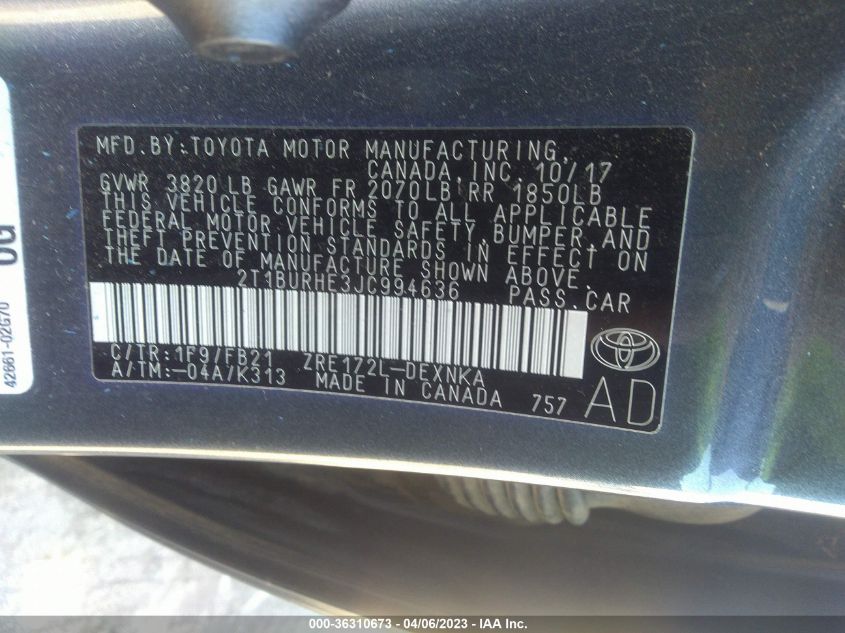 MFD.BY:TOYOTA MOTOR MANUFACTURING,
CANADA, INC. 10/17
GVWR 3820 LB GAWR FR 2070LB RR 1850LB
THIS VEHICLE CONFORMS TO ALL APPLICABLE
FEDERAL MOTOR VEHICLE SAFETY,BUMPER,AND
THEFT PREVENTION STANDARDS IN EFFECT ON
THE DATE OF MANUFACTURE SHOWN ABOVE.
2T1BURHE3JC994636 PASS.CAR
C/TR:1F9/FB21 ZRE172L-DEXNKA
A/TM:-04A/K313 MADE IN CANADA 757 AD
42661-02G70
000-36310673 - 04/06/2023 - IAA Inc.